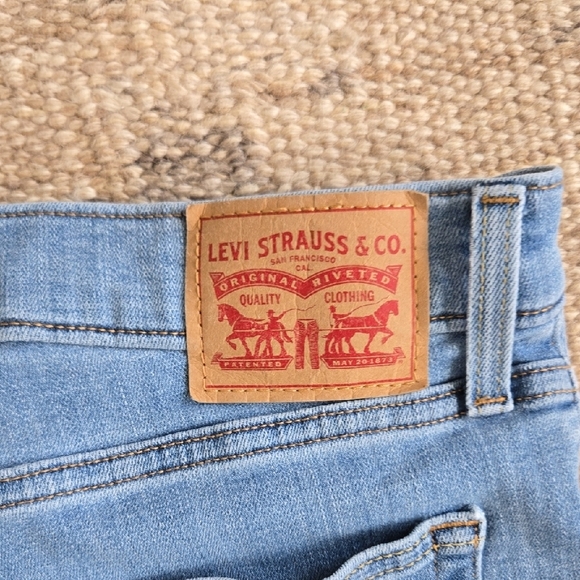 LEVI STRAUSS & CO.
SAN FRANCISCO
CAL.
ORIGINAL RIVETED
QUALITY CLOTHING
PATENTED MAY 20 1873